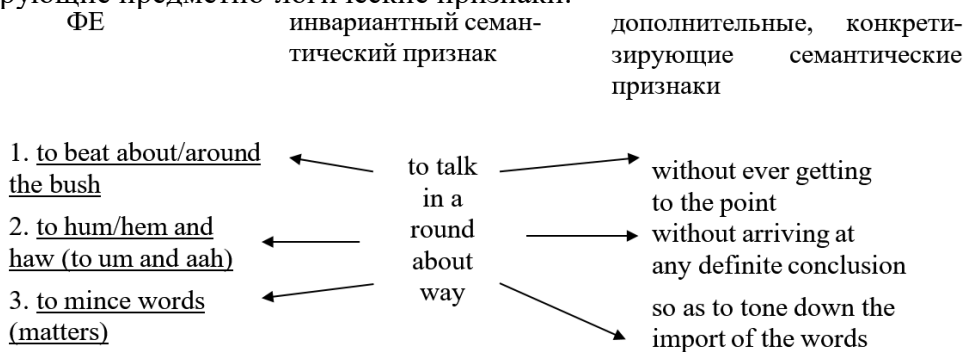 рующие предметно-логические признаки:
ФЕ
инвариантный семан-
тический признак
дополнительные, конкрети-
зирующие семантические
признаки
1. to beat about/around
the bush
2. to hum/hem and
haw (to um and aah)
3. to mince words
(matters)
to talk
in a
round
about
way
without ever getting
to the point
without arriving at
any definite conclusion
so as to tone down the
import of the words